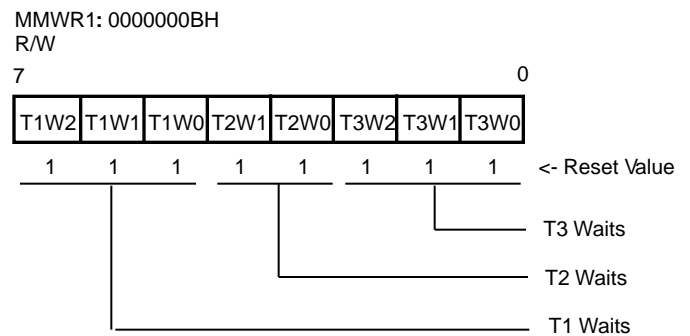 MMWR1: 0000000BH
R/W
7 0
T1W2 T1W1 T1W0 T2W1 T2W0 T3W2 T3W1 T3W0
1 1 1 1 1 1 1 1 <- Reset Value
T3 Waits
T2 Waits
T1 Waits